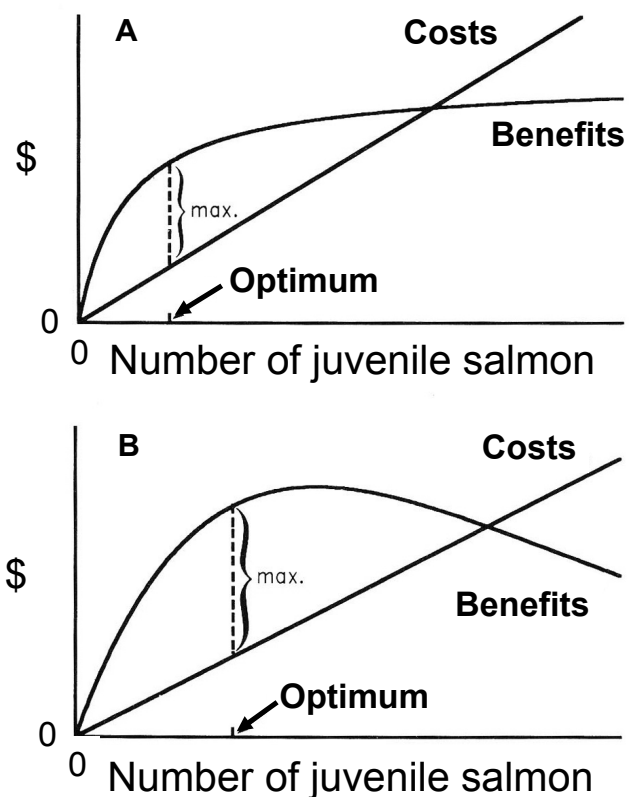 A
Costs
Benefits
$
max.
Optimum
0
0
Number of juvenile salmon
B
Costs
$
max.
Benefits
Optimum
0
0
Number of juvenile salmon